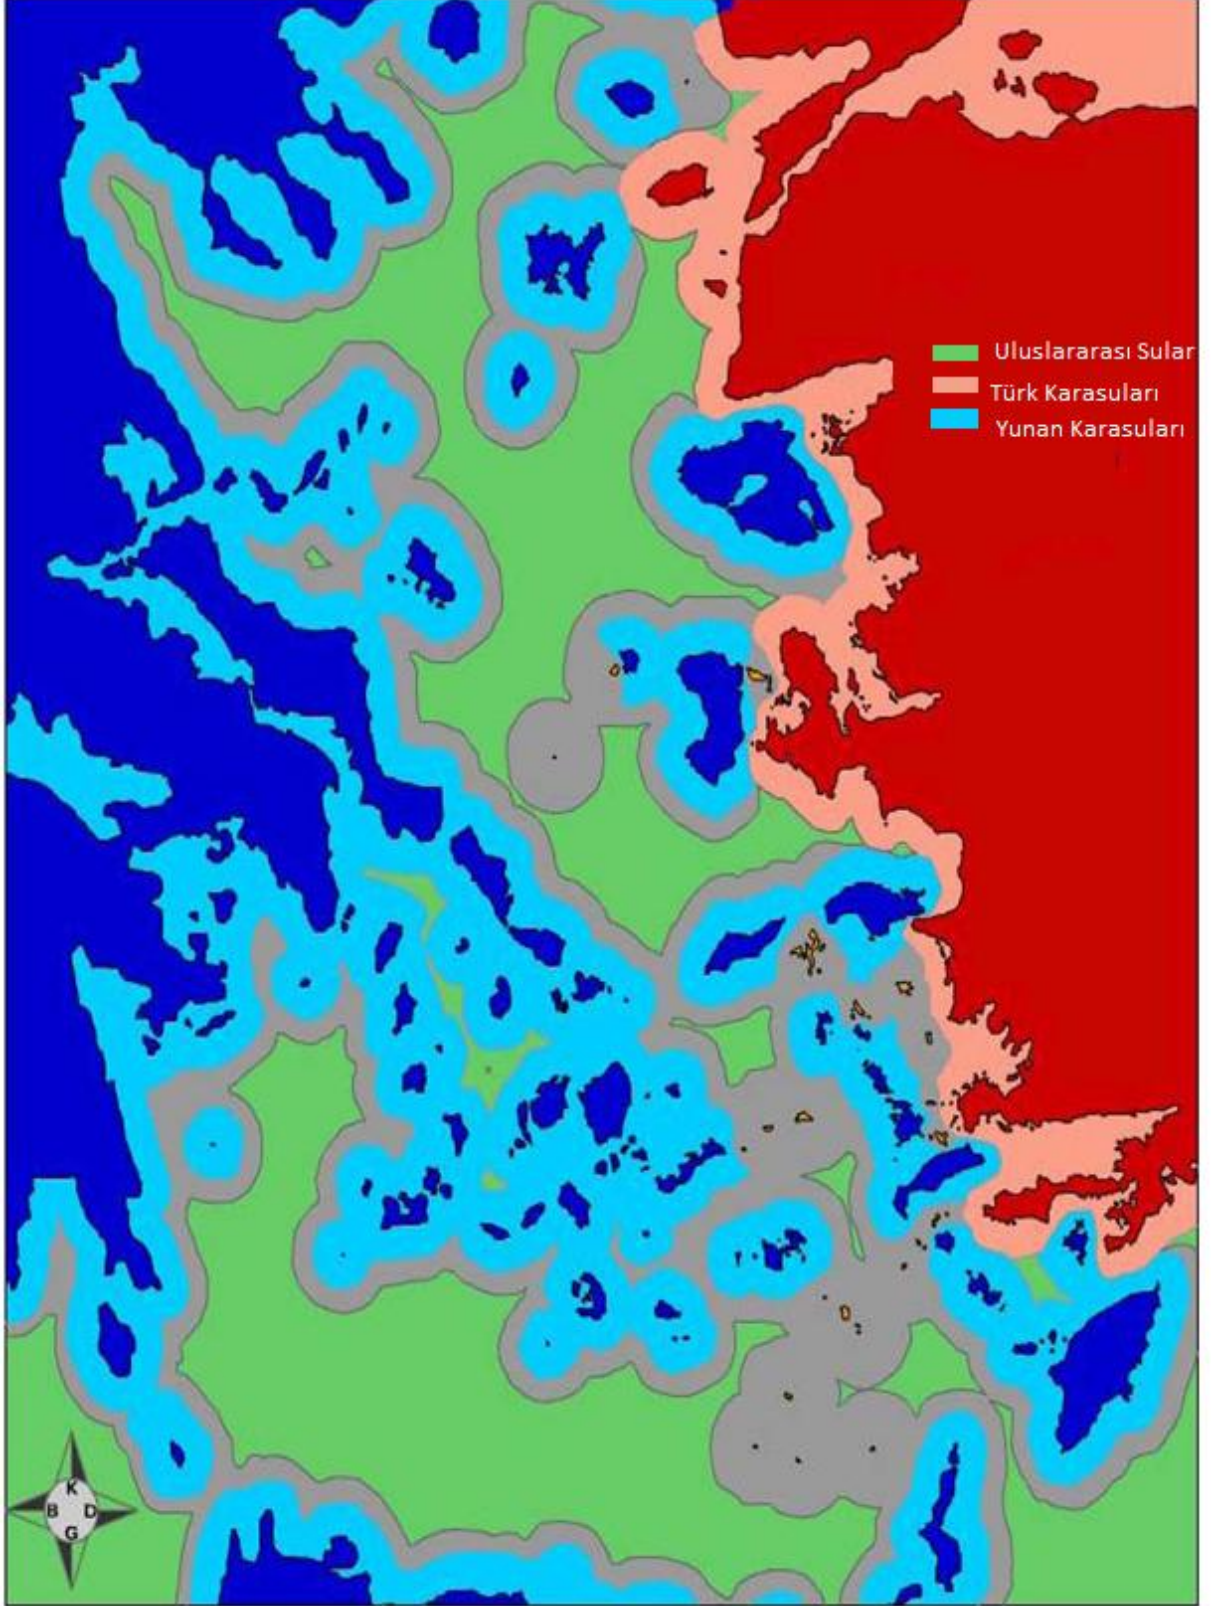 Uluslararası Sular
Türk Karasuları
Yunan Karasuları
K
B D
G